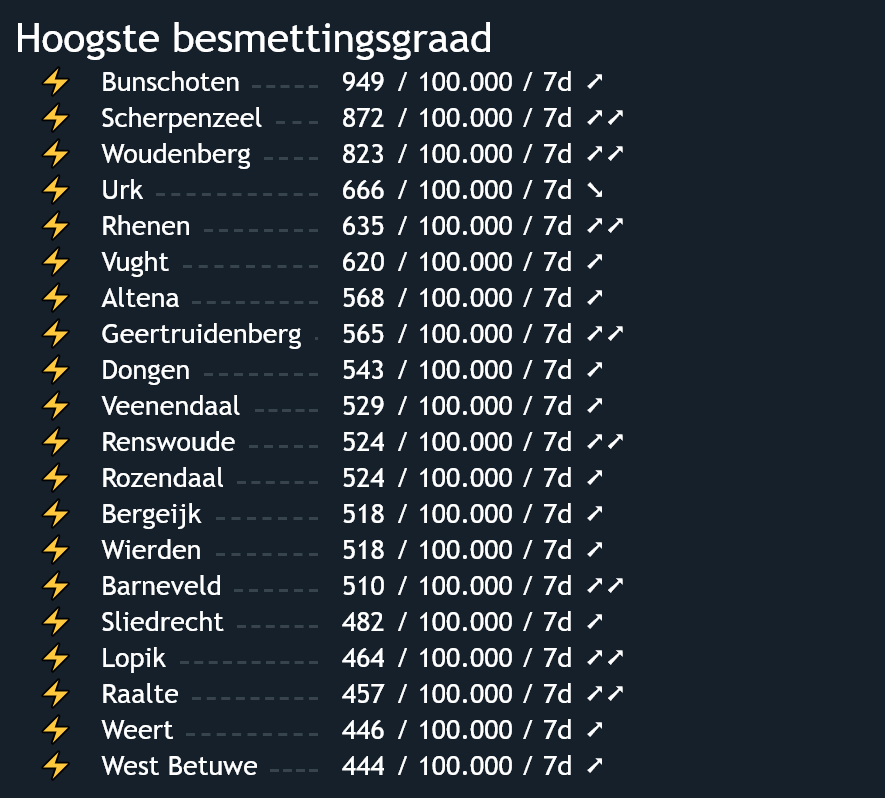 Hoogste besmettingsgraad
⚡ Bunschoten ----- 949 / 100.000 / 7d ➚
⚡ Scherpenzeel --- 872 / 100.000 / 7d ➚➚
⚡ Woudenberg ---- 823 / 100.000 / 7d ➚➚
⚡ Urk ------------ 666 / 100.000 / 7d ➘
⚡ Rhenen --------- 635 / 100.000 / 7d ➚➚
⚡ Vught ---------- 620 / 100.000 / 7d ➚
⚡ Altena ---------- 568 / 100.000 / 7d ➚
⚡ Geertruidenberg - 565 / 100.000 / 7d ➚➚
⚡ Dongen --------- 543 / 100.000 / 7d ➚
⚡ Veenendaal ----- 529 / 100.000 / 7d ➚
⚡ Renswoude ----- 524 / 100.000 / 7d ➚➚
⚡ Rozendaal ------ 524 / 100.000 / 7d ➚
⚡ Bergeijk -------- 518 / 100.000 / 7d ➚
⚡ Wierden -------- 518 / 100.000 / 7d ➚
⚡ Barneveld ------ 510 / 100.000 / 7d ➚➚
⚡ Sliedrecht ------ 482 / 100.000 / 7d ➚
⚡ Lopik ---------- 464 / 100.000 / 7d ➚➚
⚡ Raalte ---------- 457 / 100.000 / 7d ➚➚
⚡ Weert ---------- 446 / 100.000 / 7d ➚
⚡ West Betuwe ---- 444 / 100.000 / 7d ➚